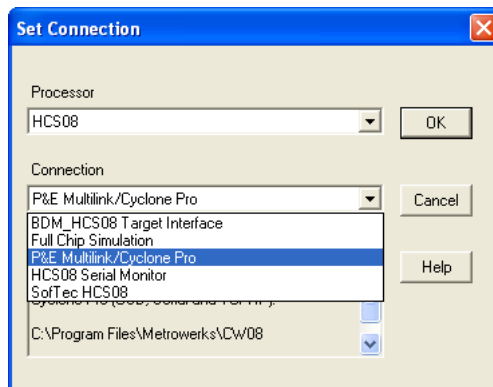 Set Connection
Processor
HCS08
OK
Connection
P&E Multilink/Cyclone Pro
Cancel
BDM_HCS08 Target Interface
Full Chip Simulation
P&E Multilink/Cyclone Pro
HCS08 Serial Monitor
Help
SofTec HCS08
C:\Program Files\Metrowerks\CW08